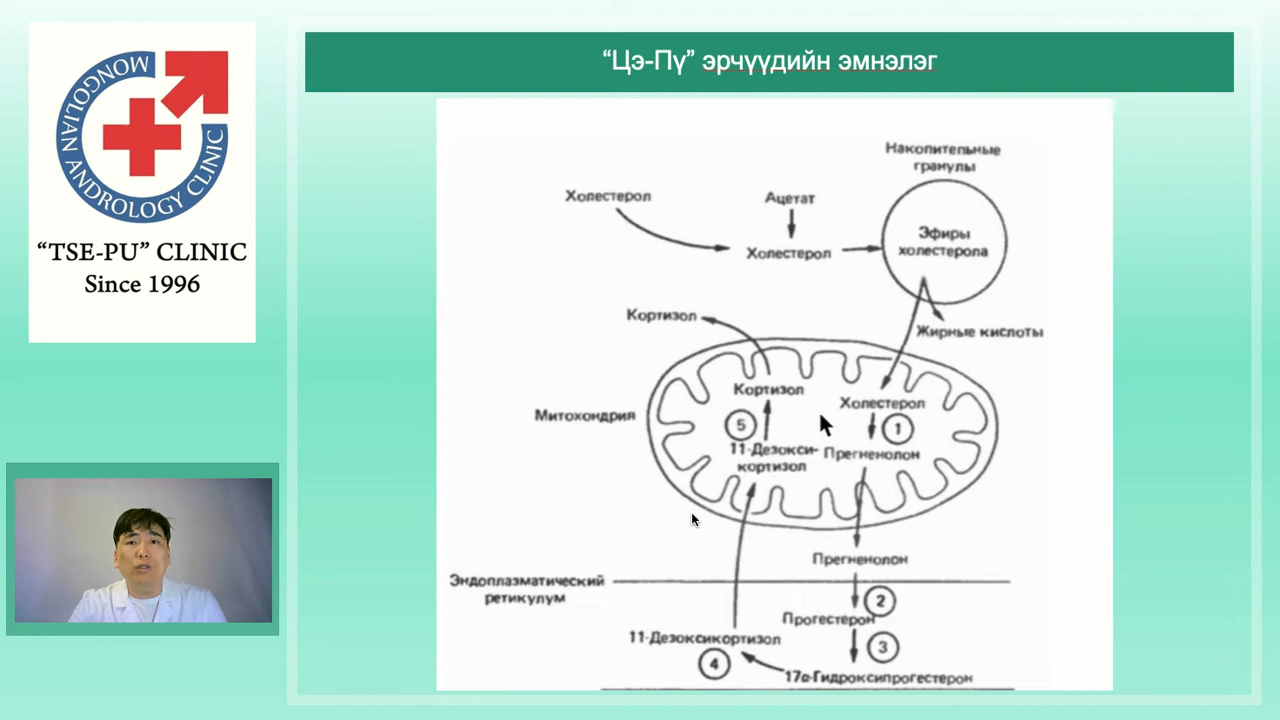 MONGOLIAN ANDROLOGY CLINIC
“TSE-PU” CLINIC
Since 1996
“Цэ-Пү” эрчүүдийн эмнэлэг
Накопительные
гранулы
Холестерол
Ацетат
Эфиры
холестерола
Холестерол
Кортизол
Жирные кислоты
Кортизол
Холестерол
Митохондрия
5
1
11-Дезокси-
кортизол
Прегненолон
Прегненолон
Эндоплазматический
ретикулум
2
Прогестерон
11-Дезоксикортизол
3
4
17α-Гидроксипрогестерон